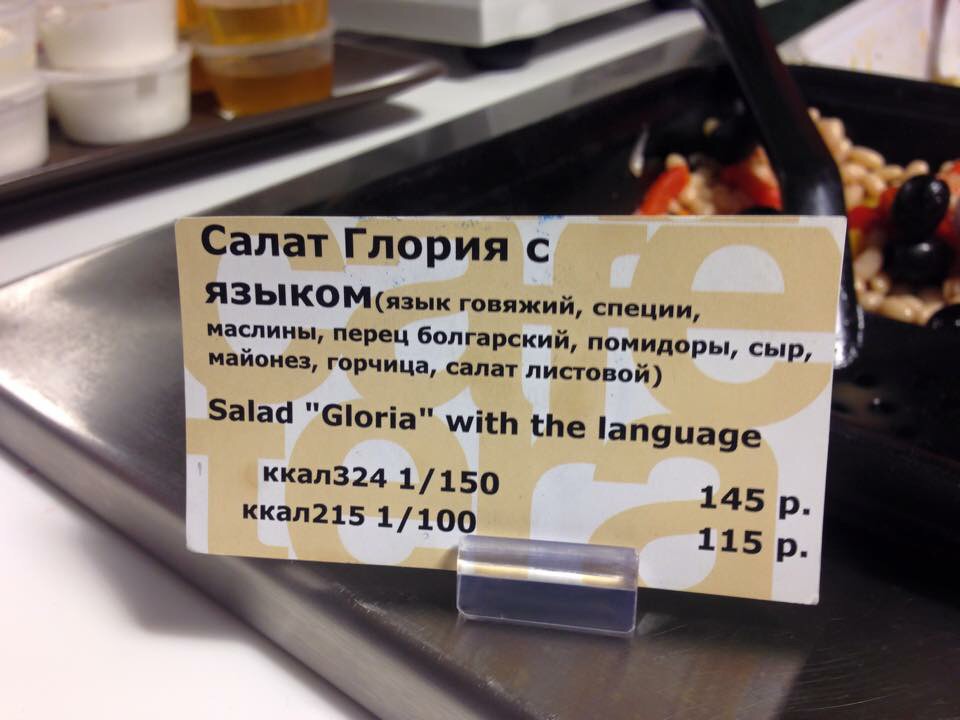 Салат Глория с
языком(язык говяжий, специи,
маслины, перец болгарский, помидоры, сыр,
майонез, горчица, салат листовой)
Salad "Gloria" with the language
ккал324 1/150 145 р.
ккал215 1/100 115 р.